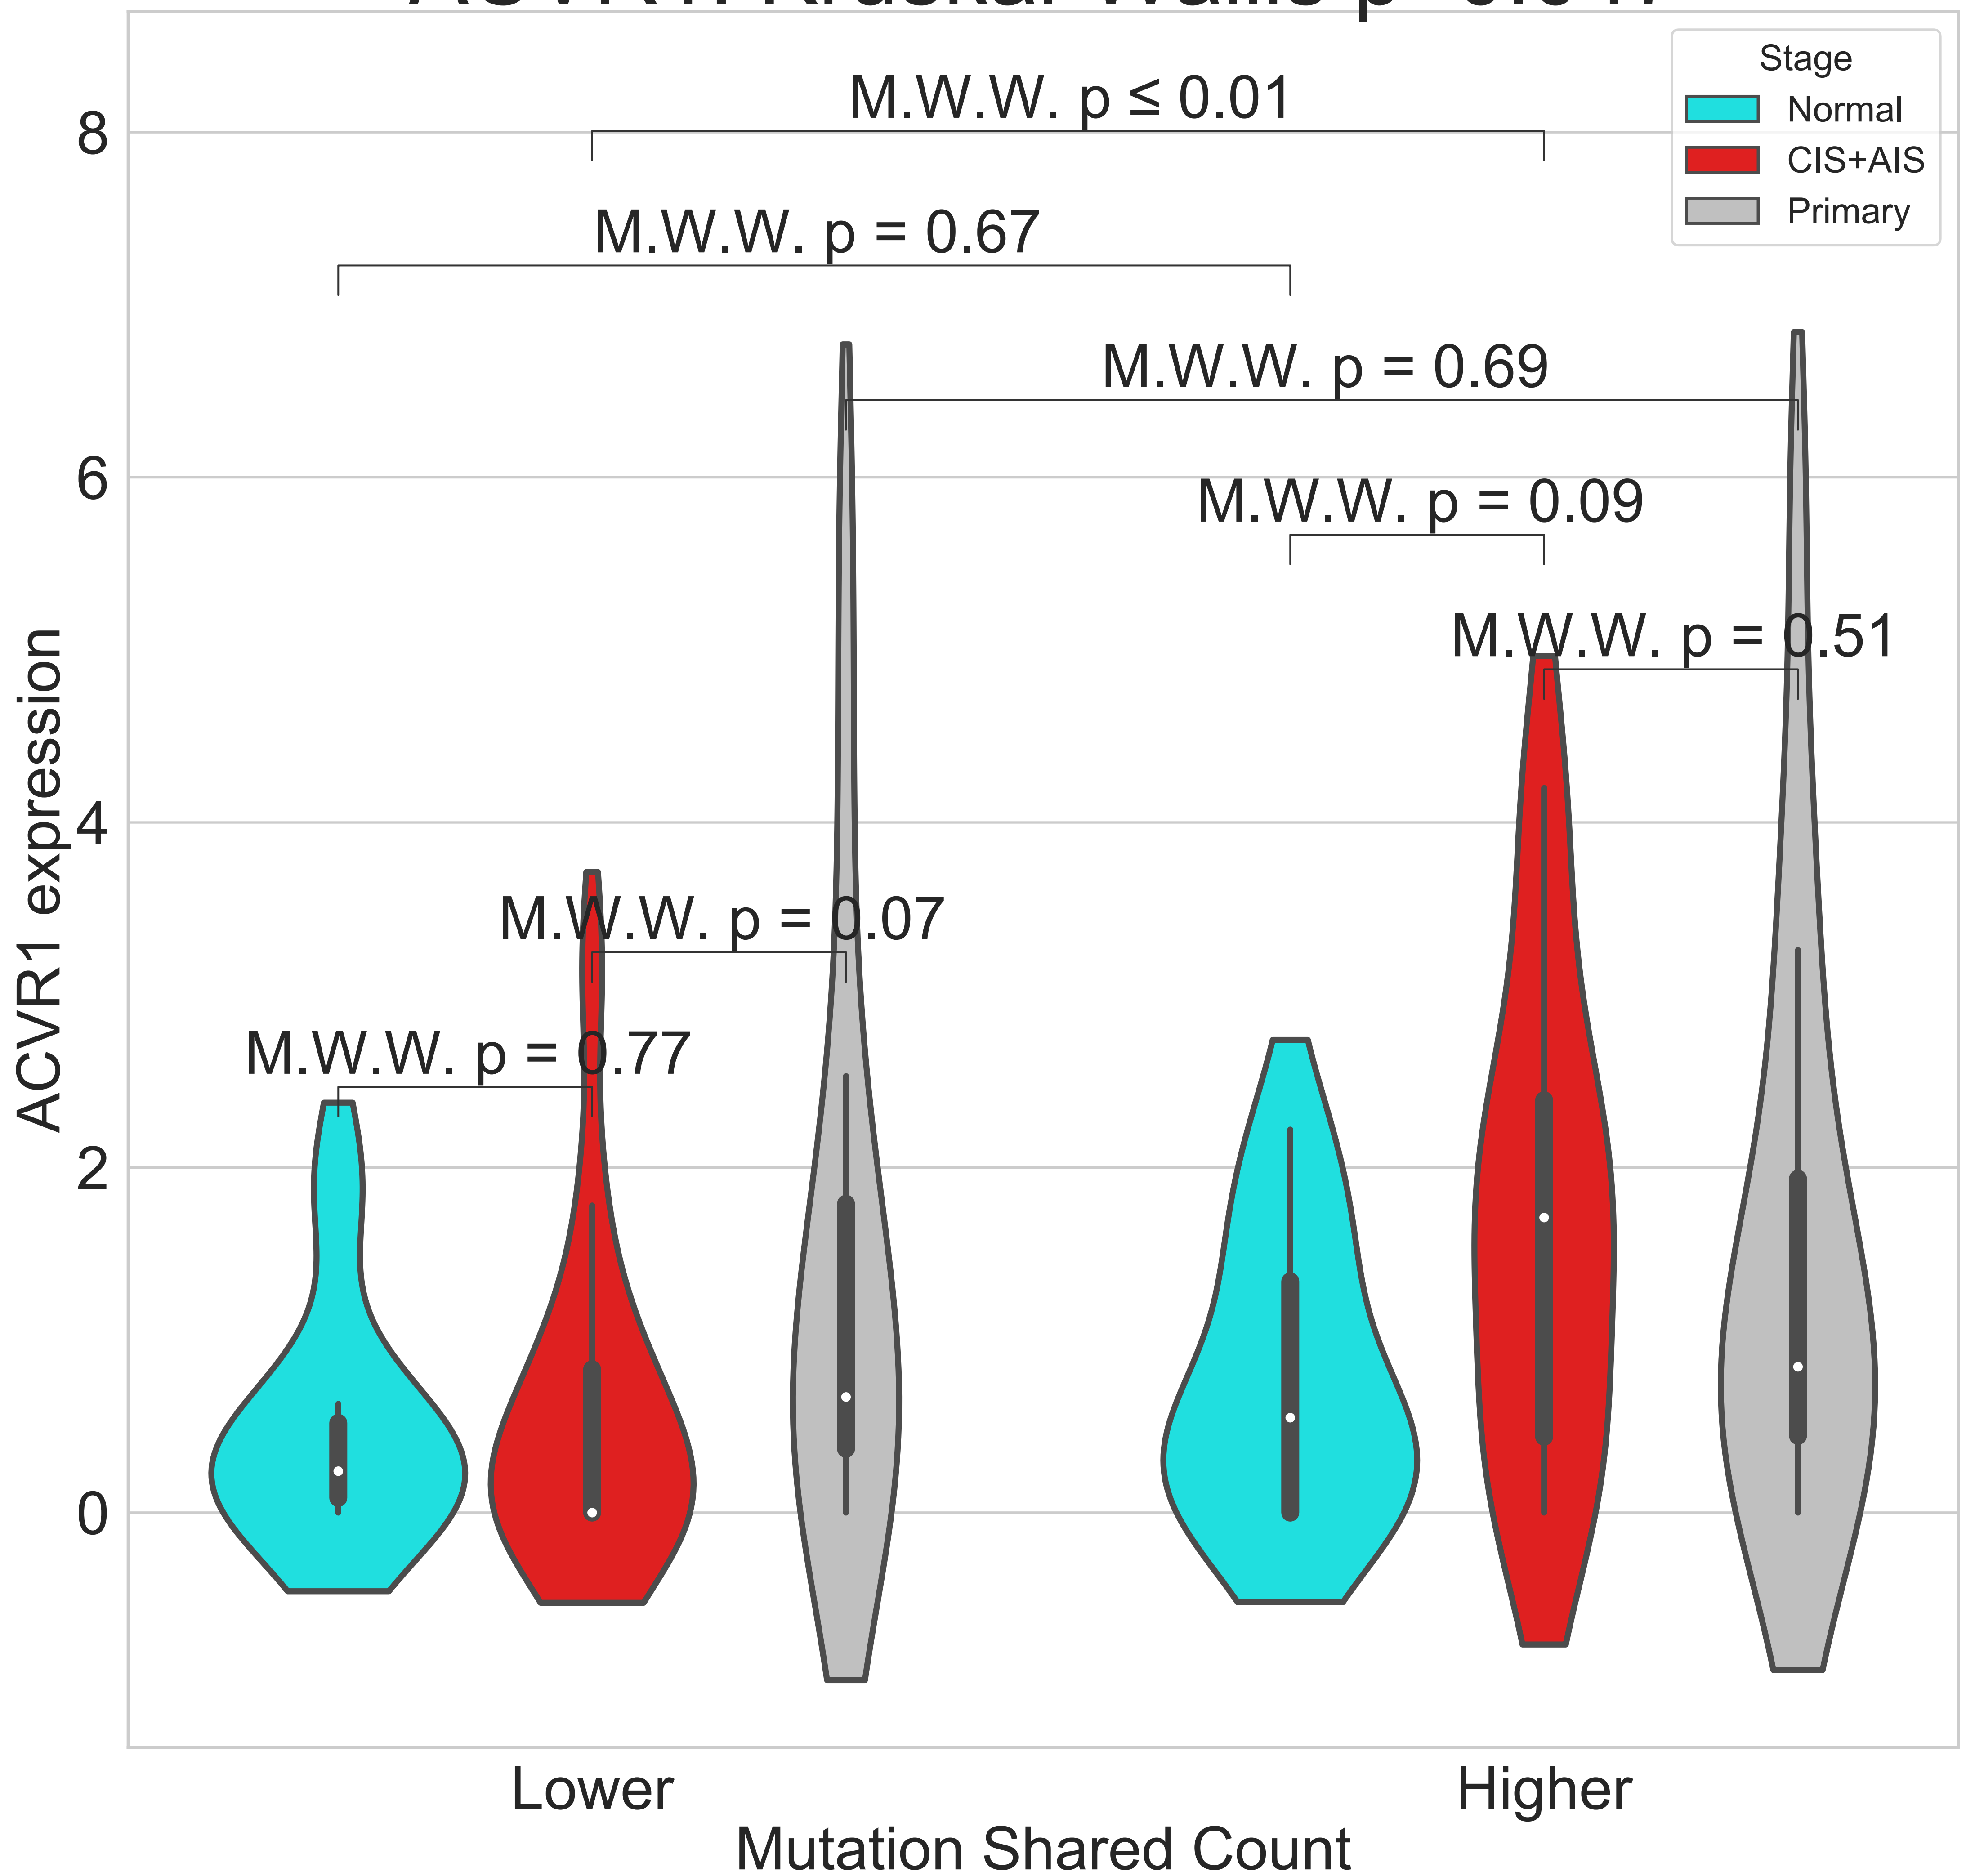 Stage
Normal
CIS+AIS
Primary
M.W.W. p ≤ 0.01
M.W.W. p = 0.67
M.W.W. p = 0.69
M.W.W. p = 0.09
M.W.W. p = 0.51
M.W.W. p = 0.07
M.W.W. p = 0.77
8
6
4
2
0
ACVR1 expression
Lower
Higher
Mutation Shared Count